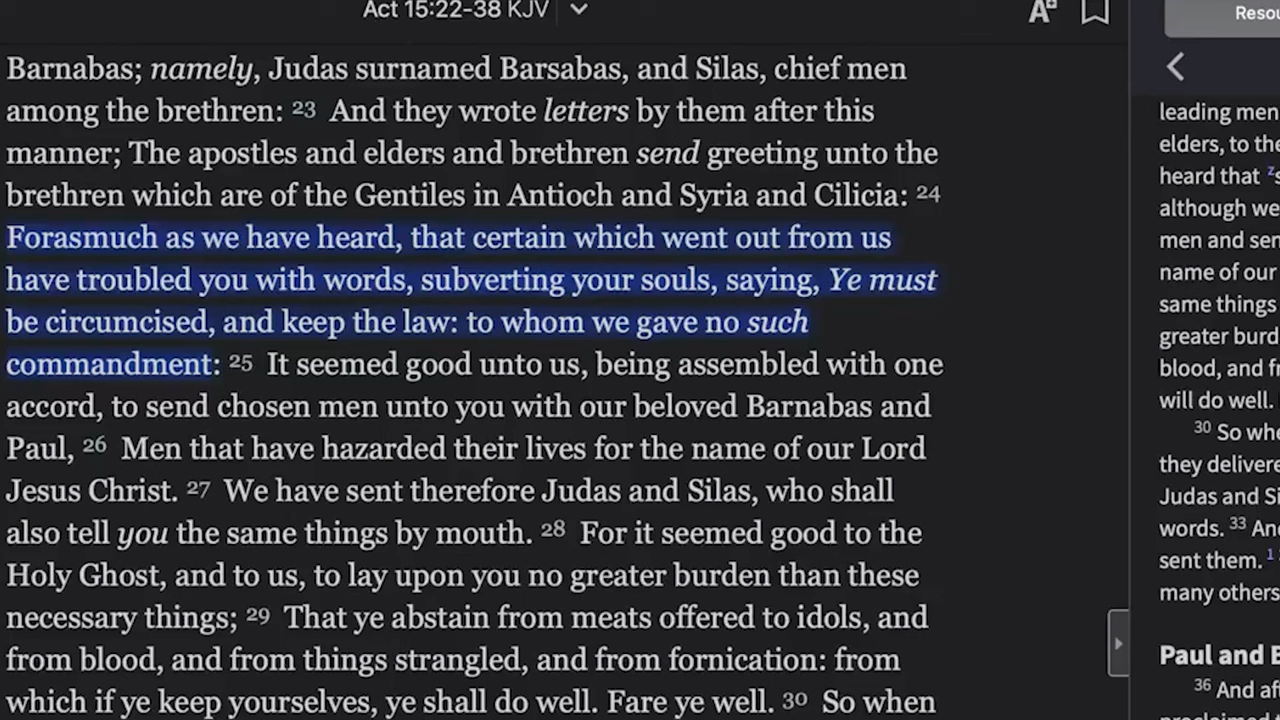 Act 15:22-38 KJV
Barnabas; namely, Judas surnamed Barsabas, and Silas, chief men
among the brethren: 23 And they wrote letters by them after this
manner; The apostles and elders and brethren send greeting unto the
brethren which are of the Gentiles in Antioch and Syria and Cilicia: 24
Forasmuch as we have heard, that certain which went out from us
have troubled you with words, subverting your souls, saying, Ye must
be circumcised, and keep the law: to whom we gave no such
commandment: 25 It seemed good unto us, being assembled with one
accord, to send chosen men unto you with our beloved Barnabas and
Paul, 26 Men that have hazarded their lives for the name of our Lord
Jesus Christ. 27 We have sent therefore Judas and Silas, who shall
also tell you the same things by mouth. 28 For it seemed good to the
Holy Ghost, and to us, to lay upon you no greater burden than these
necessary things; 29 That ye abstain from meats offered to idols, and
from blood, and from things strangled, and from fornication: from
which if ye keep yourselves, ye shall do well. Fare ye well. 30 So when
leading men
elders, to the
heard that z
although we
men and sen
name of our
same things
greater burd
blood, and f
will do well.
30 So whe
they delivere
Judas and Si
words. 33 An
sent them. 1
many others
Paul and
36 And af